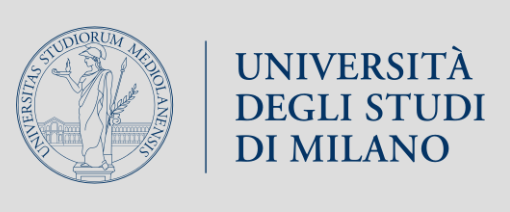 UNIVERSITAS STUDIORUM MEDIOLANENSIS
UNIVERSITÀ
DEGLI STUDI
DI MILANO